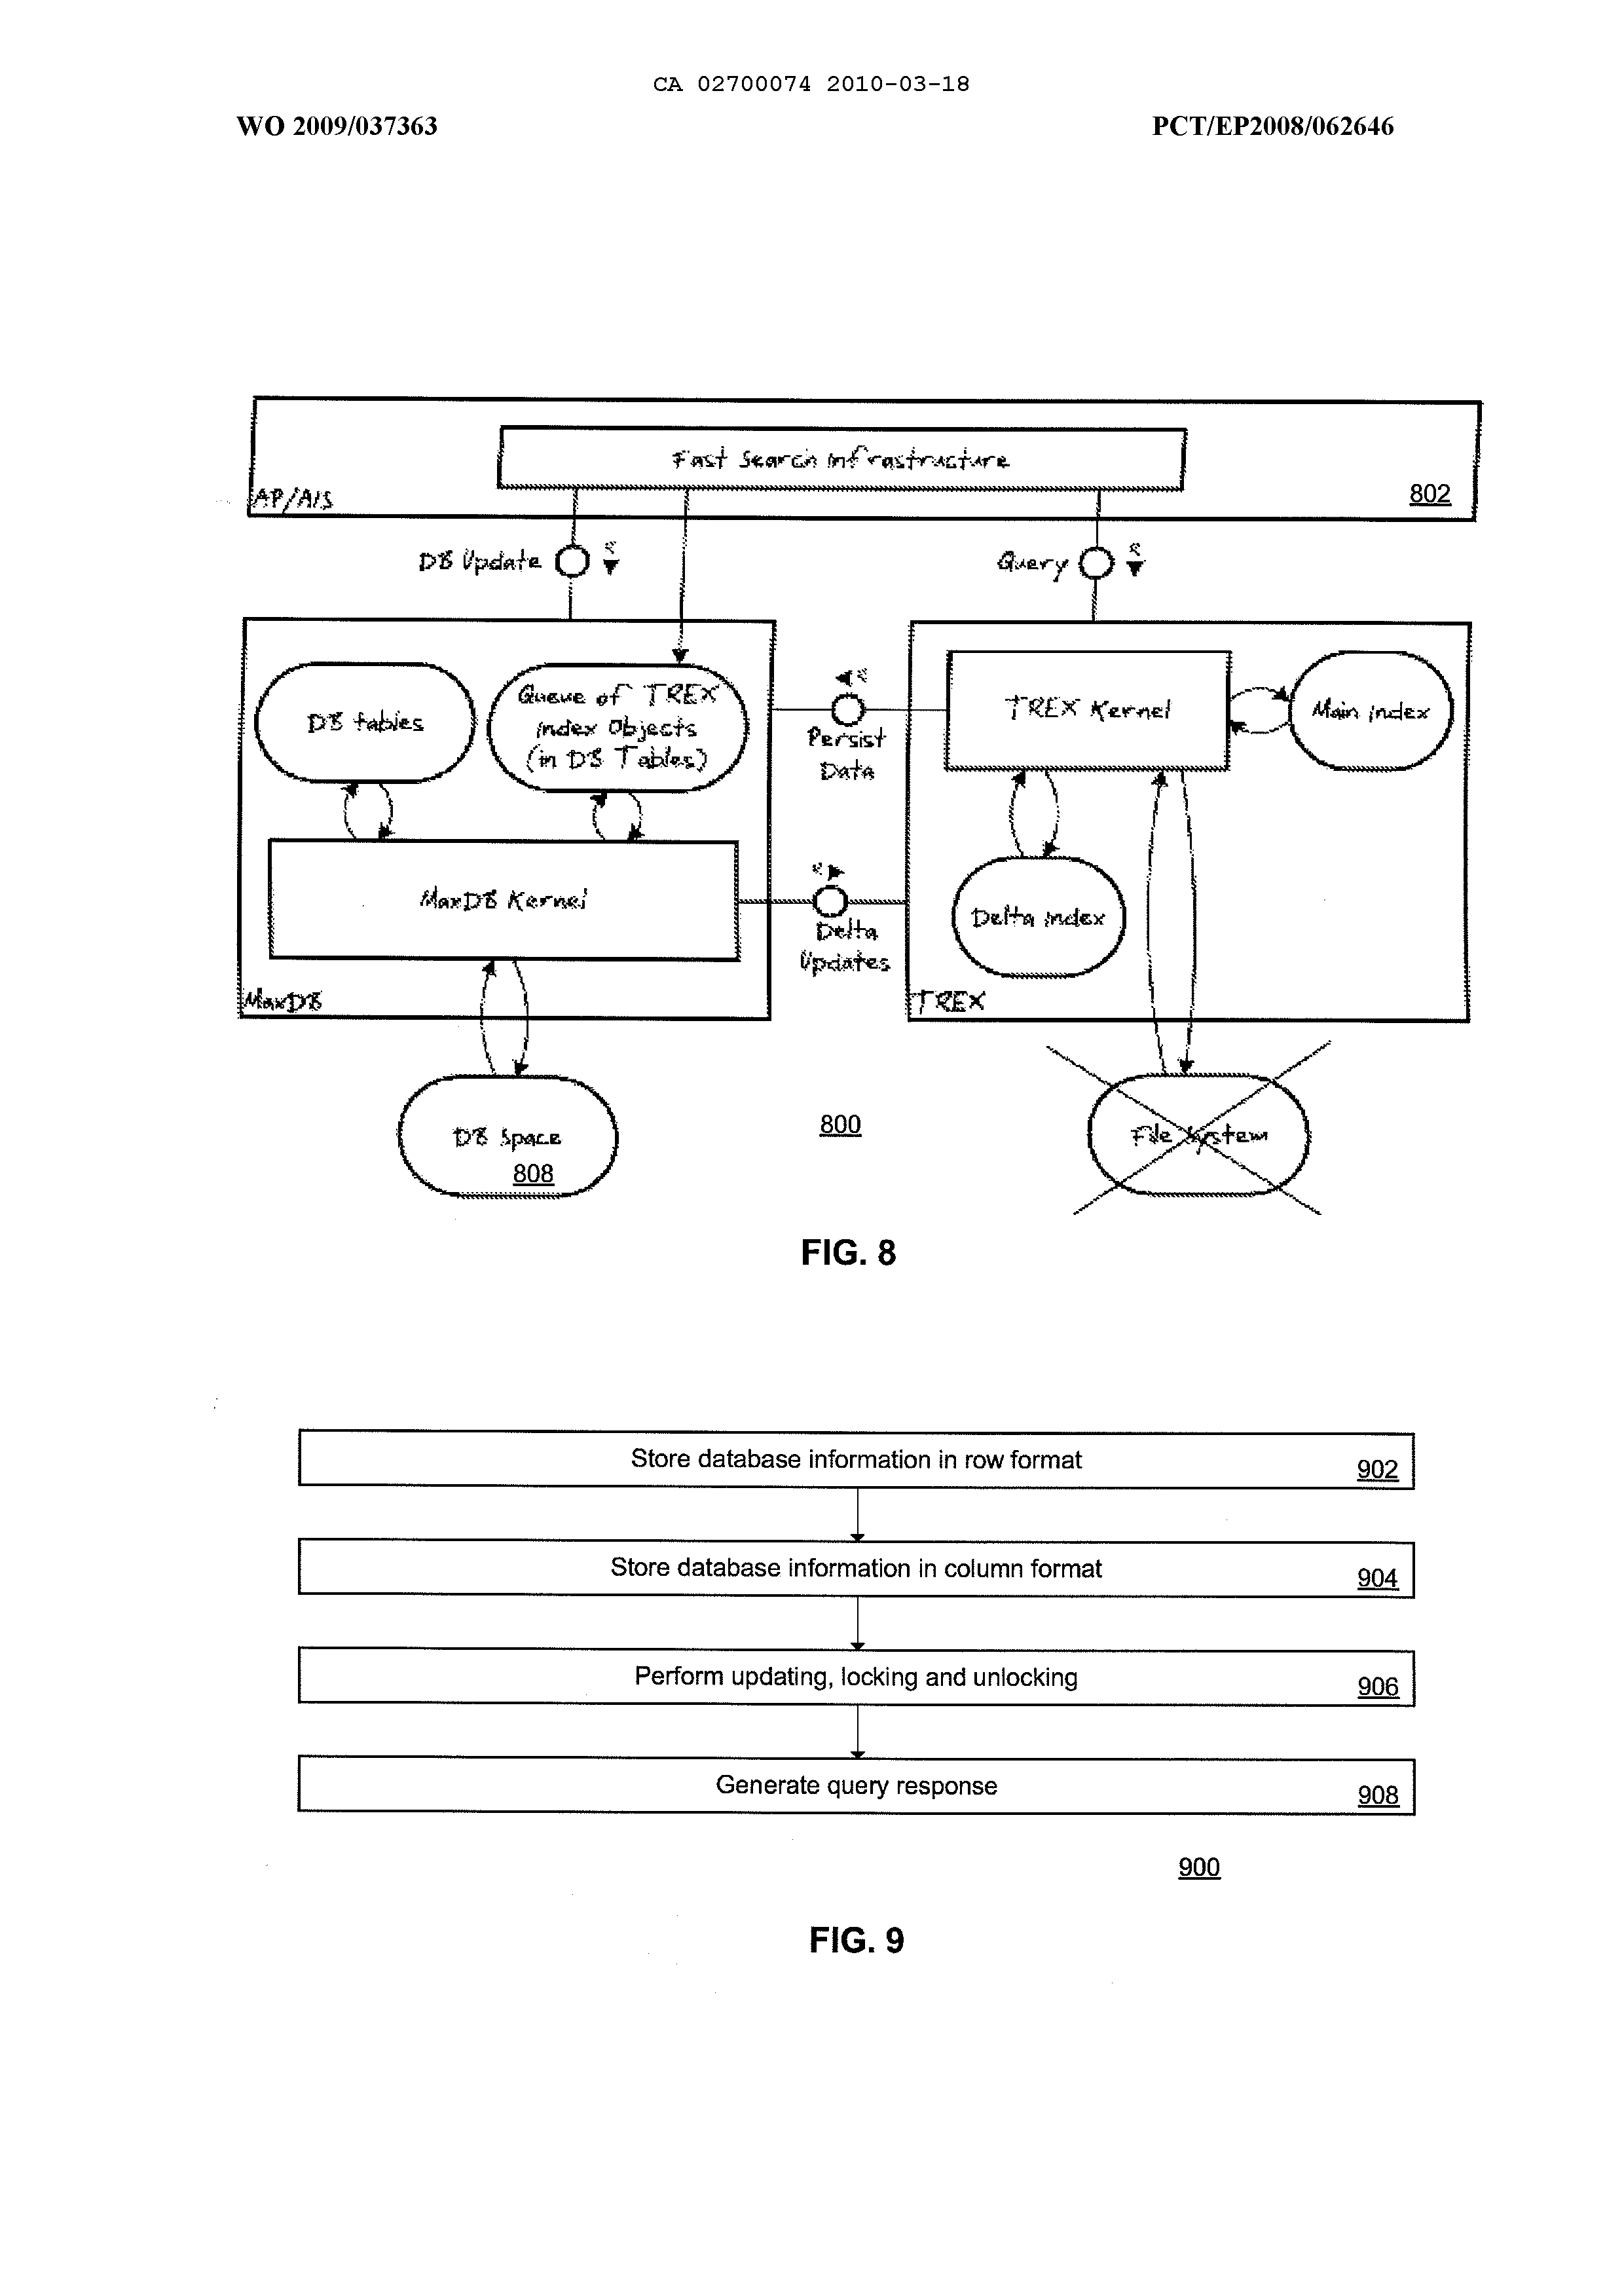 CA 02700074 2010-03-18
WO 2009/037363
PCT/EP2008/062646
Fast Search Infrastructure
AP/A1S
802
DB Update
R
Query
R
DB tables
Queue of TREX
Index Objects
(in DB Tables)
R
Persist
Data
TREX Kernel
Main Index
MaxDB Kernel
R
Delta
Updates
Delta Index
MaxDB
TREX
DB Space
808
800
File System
FIG. 8
Store database information in row format
902
Store database information in column format
904
Perform updating, locking and unlocking
906
Generate query response
908
900
FIG. 9